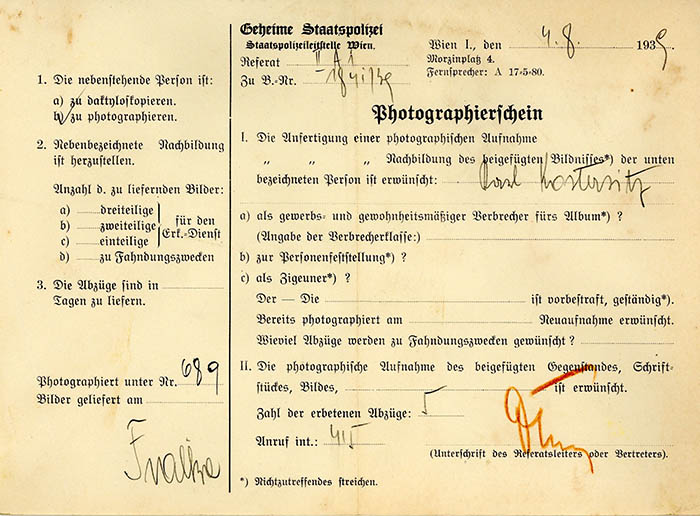 1. Die nebenstehende Person ist:
a) zu daktyloskopieren.
b) zu photographieren.
2. Nebenbezeichnete Nachbildung
ist herzustellen.
Anzahl d. zu liefernden Bilder:
a) dreiteilige
b) zweiteilige
c) einteilige
für den
Erk.-Dienst
d) zu Fahndungszwecken
3. Die Abzüge sind in
Tagen zu liefern.
Photographiert unter Nr. 689
Bilder geliefert am
Geheime Staatspolizei
Staatspolizeileitstelle Wien.
Referat II A 1
Zu B.-Nr.
Wien I., den 4. 8. 1939
Morzinplatz 4.
Fernsprecher: A 17-5-80.
Photographierschein
I. Die Anfertigung einer photographischen Aufnahme
„ „ „ Nachbildung des beigefügten Bildnisses*) der unten
bezeichneten Person ist erwünscht: Karl Kostersitz
a) als gewerbs- und gewohnheitsmäßiger Verbrecher fürs Album*) ?
(Angabe der Verbrecherklasse:)
b) zur Personenfeststellung*) ?
c) als Zigeuner*) ?
Der — Die ist vorbestraft, geständig*).
Bereits photographiert am Neuaufnahme erwünscht.
Wieviel Abzüge werden zu Fahndungszwecken gewünscht ?
II. Die photographische Aufnahme des beigefügten Gegenstandes, Schrift-
stückes, Bildes, ist erwünscht.
Zahl der erbetenen Abzüge: 5
Anruf int.: 415
(Unterschrift des Referatsleiters oder Vertreters).
*) Nichtzutreffendes streichen.